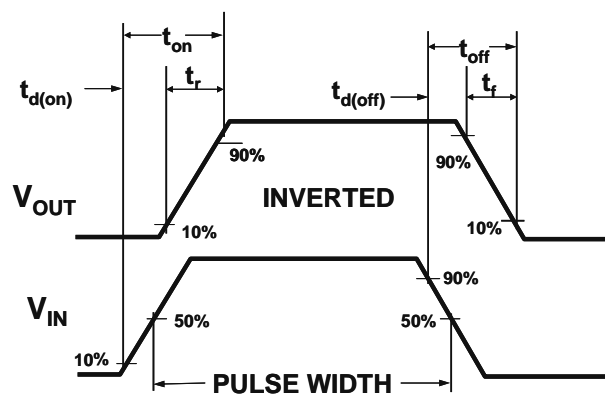 t_on
t_off
t_d(on)
t_r
t_d(off)
t_f
90%
90%
V_OUT
INVERTED
10%
10%
90%
V_IN
50%
50%
10%
PULSE WIDTH